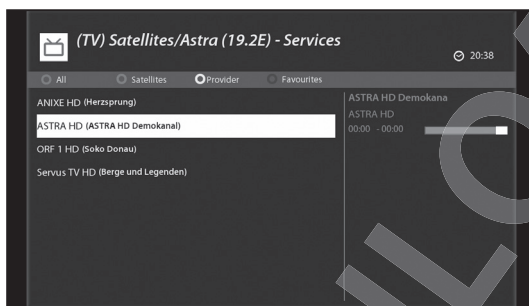 (TV) Satellites/Astra (19.2E) - Services
20:38
All Satellites Provider Favourites
ANIXE HD (Herzsprung)
ASTRA HD (ASTRA HD Demokanal)
ORF 1 HD (Soko Donau)
Servus TV HD (Berge und Legenden)
ASTRA HD Demokana
ASTRA HD
00:00 - 00:00